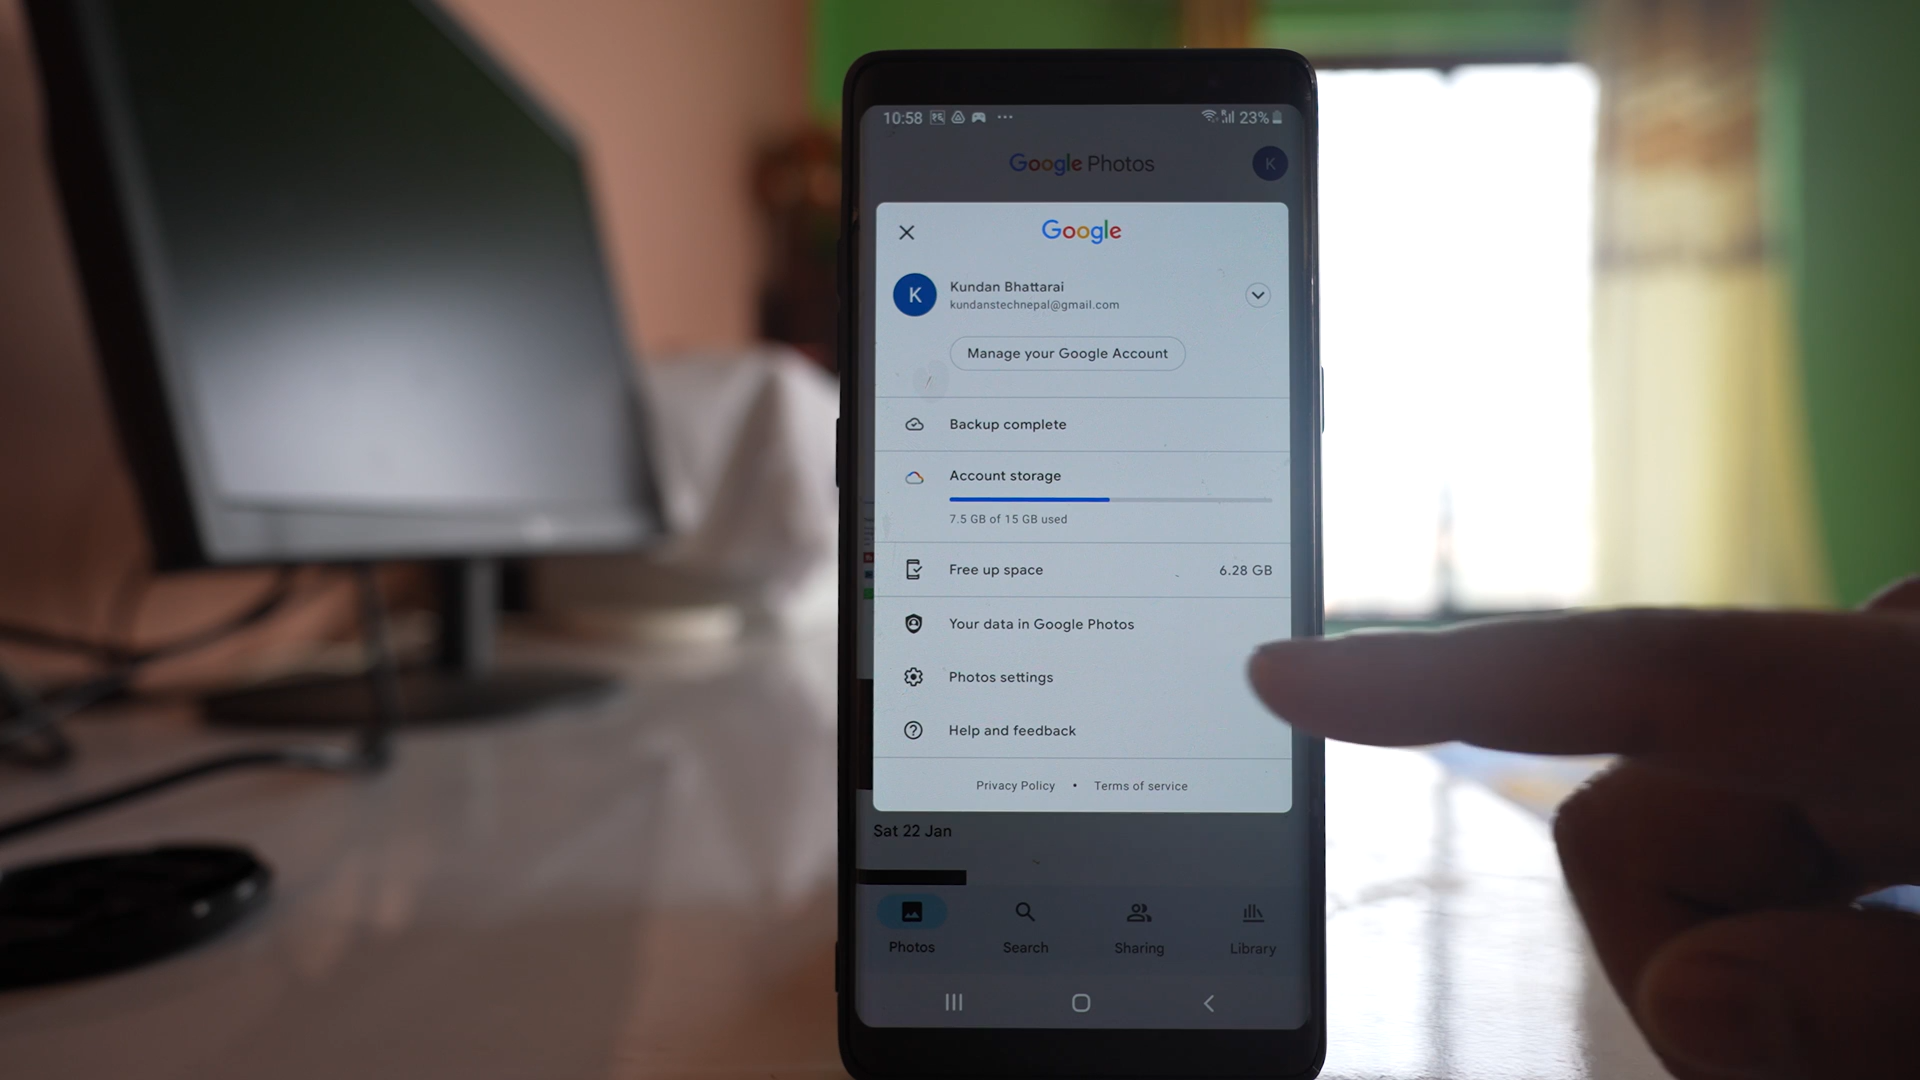 10:58 ··· 23%
Google Photos
K
Google
K
Kundan Bhattarai
kundanstechnepal@gmail.com
Manage your Google Account
Backup complete
Account storage
7.5 GB of 15 GB used
Free up space 6.28 GB
Your data in Google Photos
Photos settings
Help and feedback
Privacy Policy • Terms of service
Sat 22 Jan
Photos Search Sharing Library